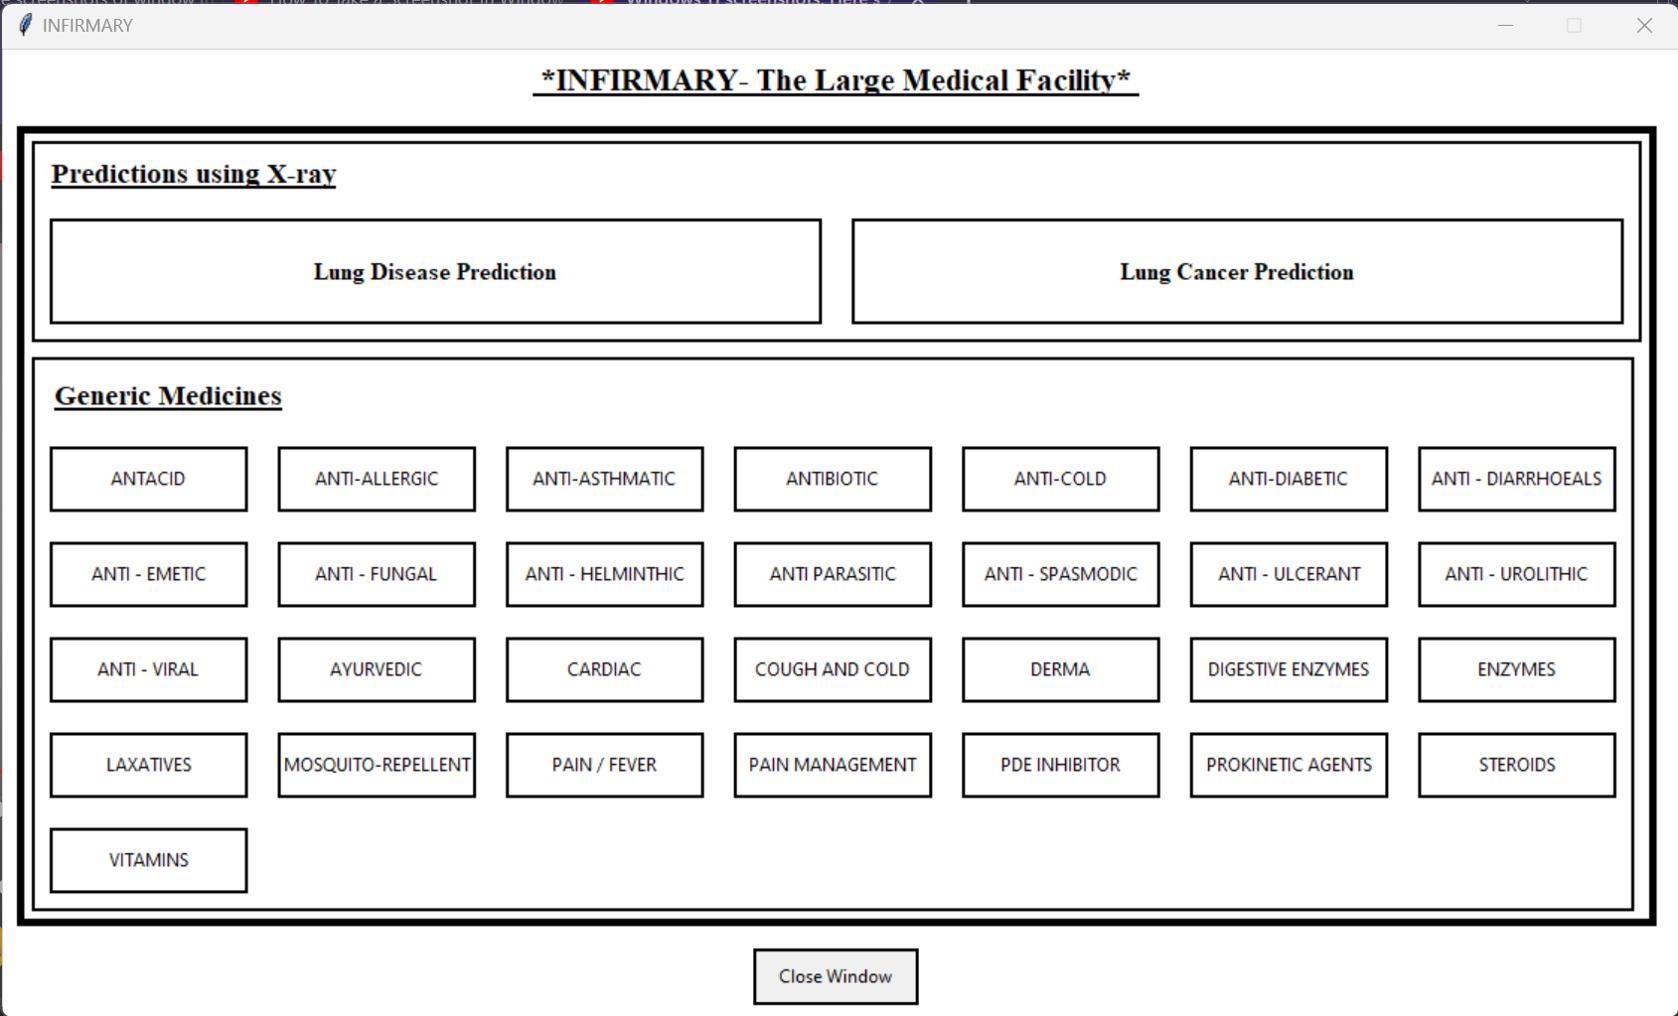 INFIRMARY
*INFIRMARY- The Large Medical Facility*
Predictions using X-ray
Lung Disease Prediction
Lung Cancer Prediction
Generic Medicines
ANTACID
ANTI-ALLERGIC
ANTI-ASTHMATIC
ANTIBIOTIC
ANTI-COLD
ANTI-DIABETIC
ANTI - DIARRHOEALS
ANTI - EMETIC
ANTI - FUNGAL
ANTI - HELMINTHIC
ANTI PARASITIC
ANTI - SPASMODIC
ANTI - ULCERANT
ANTI - UROLITHIC
ANTI - VIRAL
AYURVEDIC
CARDIAC
COUGH AND COLD
DERMA
DIGESTIVE ENZYMES
ENZYMES
LAXATIVES
MOSQUITO-REPELLENT
PAIN / FEVER
PAIN MANAGEMENT
PDE INHIBITOR
PROKINETIC AGENTS
STEROIDS
VITAMINS
Close Window